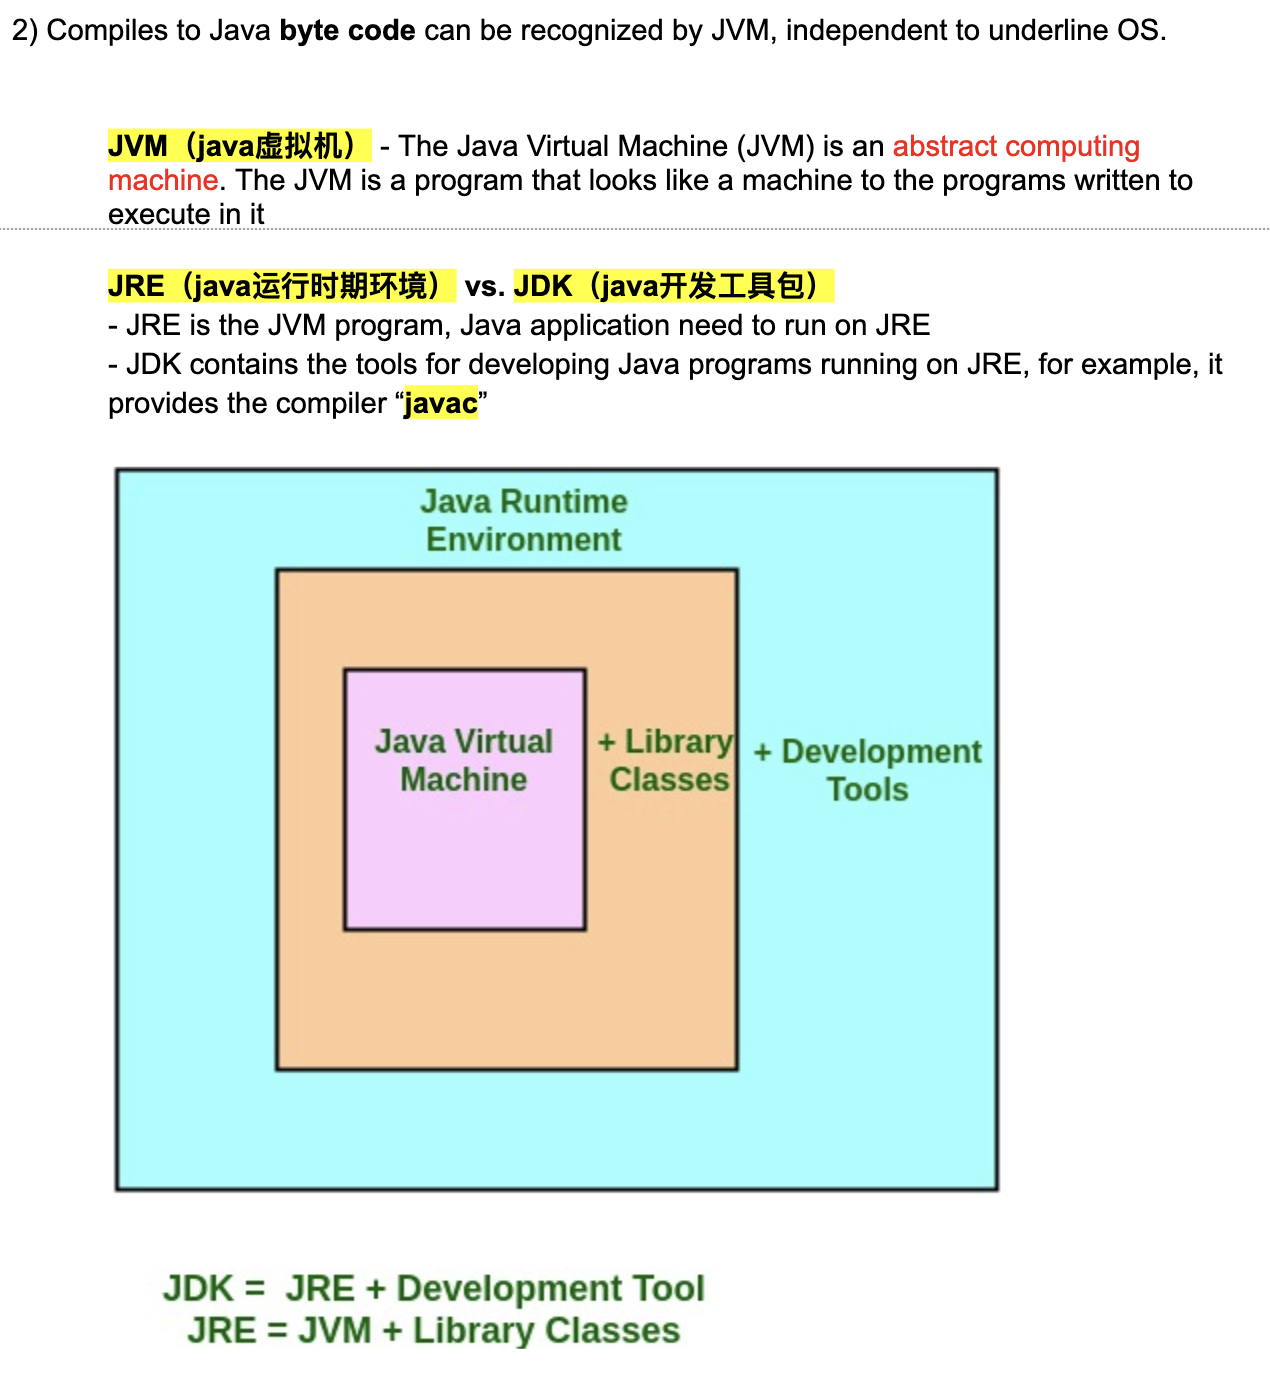 2) Compiles to Java byte code can be recognized by JVM, independent to underline OS.
JVM（java虚拟机） - The Java Virtual Machine (JVM) is an abstract computing
machine. The JVM is a program that looks like a machine to the programs written to
execute in it
JRE（java运行时期环境） vs. JDK（java开发工具包）
- JRE is the JVM program, Java application need to run on JRE
- JDK contains the tools for developing Java programs running on JRE, for example, it
provides the compiler “javac”
Java Runtime
Environment
Java Virtual
Machine
+ Library
Classes
+ Development
Tools
JDK = JRE + Development Tool
JRE = JVM + Library Classes